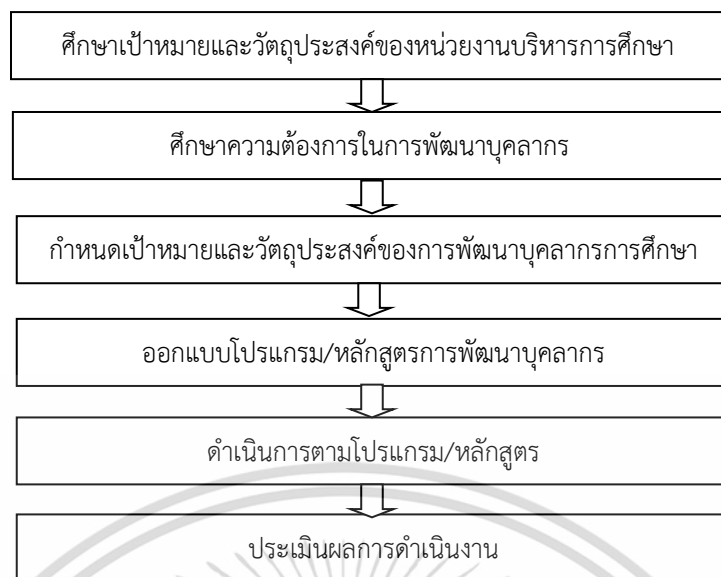 ศึกษาเป้าหมายและวัตถุประสงค์ของหน่วยงานบริหารการศึกษา
ศึกษาความต้องการในการพัฒนาบุคลากร
กำหนดเป้าหมายและวัตถุประสงค์ของการพัฒนาบุคลากรการศึกษา
ออกแบบโปรแกรม/หลักสูตรการพัฒนาบุคลากร
ดำเนินการตามโปรแกรม/หลักสูตร
ประเมินผลการดำเนินงาน